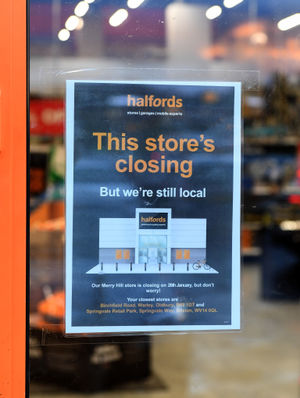 halfords
stores | garages | mobile experts
This store's
closing
But we're still local
halfords
Our Merry Hill store is closing on 26th January, but don't
worry!
Your closest stores are
Birchfield Road, Warley, Oldbury, and
Springvale Retail Park, Springvale Way, Bilston, WV14 0QL